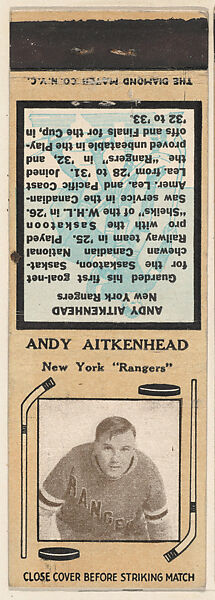 THE DIAMOND MATCH CO. N.Y.C.
ANDY AITKENHEAD
New York Rangers
Guarded his first goal-net
for the Saskatoon, Saskat-
chewan Canadian National
Railway team in '25. Played
pro with the Saskatoon
"Sheiks," of the W.H.L. in '26.
Saw service in the Canadian-
Amer. Lea. and Pacific Coast
Lea. from '28 to '31. Joined
the "Rangers" in '32, and
proved unbeatable in the Play-
offs and Finals for the Cup, in
'32 to '33.
ANDY AITKENHEAD
New York "Rangers"
RANGE
CLOSE COVER BEFORE STRIKING MATCH